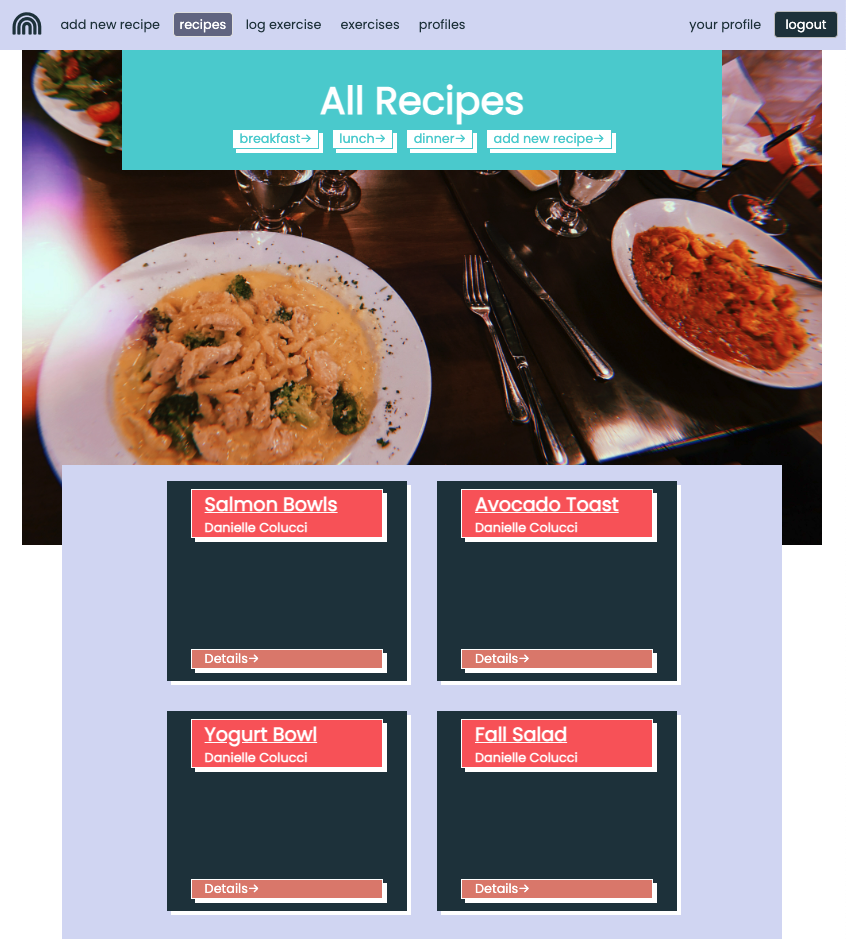 add new recipe recipes log exercise exercises profiles your profile logout
All Recipes
breakfast→ lunch→ dinner→ add new recipe→
Salmon Bowls
Danielle Colucci
Details→
Avocado Toast
Danielle Colucci
Details→
Yogurt Bowl
Danielle Colucci
Details→
Fall Salad
Danielle Colucci
Details→